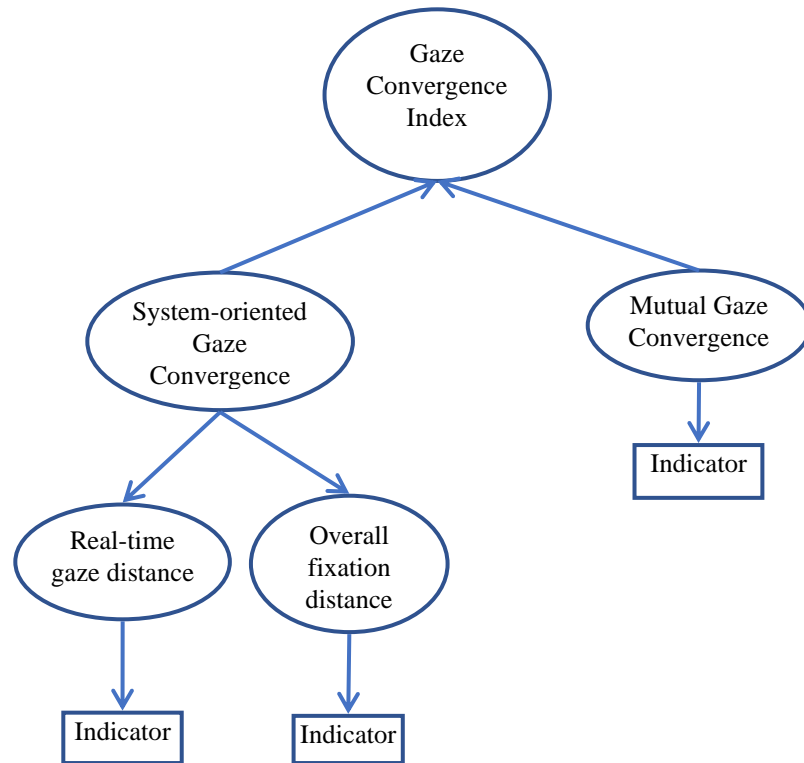 Gaze
Convergence
Index
System-oriented
Gaze
Convergence
Mutual Gaze
Convergence
Indicator
Real-time
gaze distance
Overall
fixation
distance
Indicator
Indicator